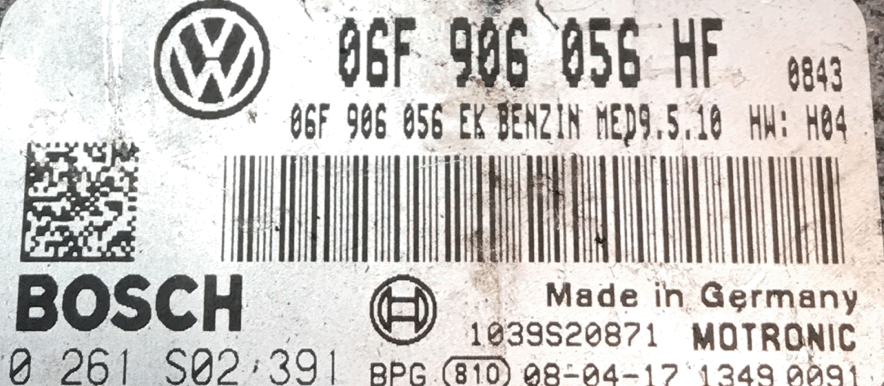 06F 906 056 HF 0843
06F 906 056 EK BENZIN MED9.5.10 HW: H04
BOSCH
Made in Germany
1039S20871 MOTRONIC
0 261 S02 391
BPG 810 08-04-17 1349 0091